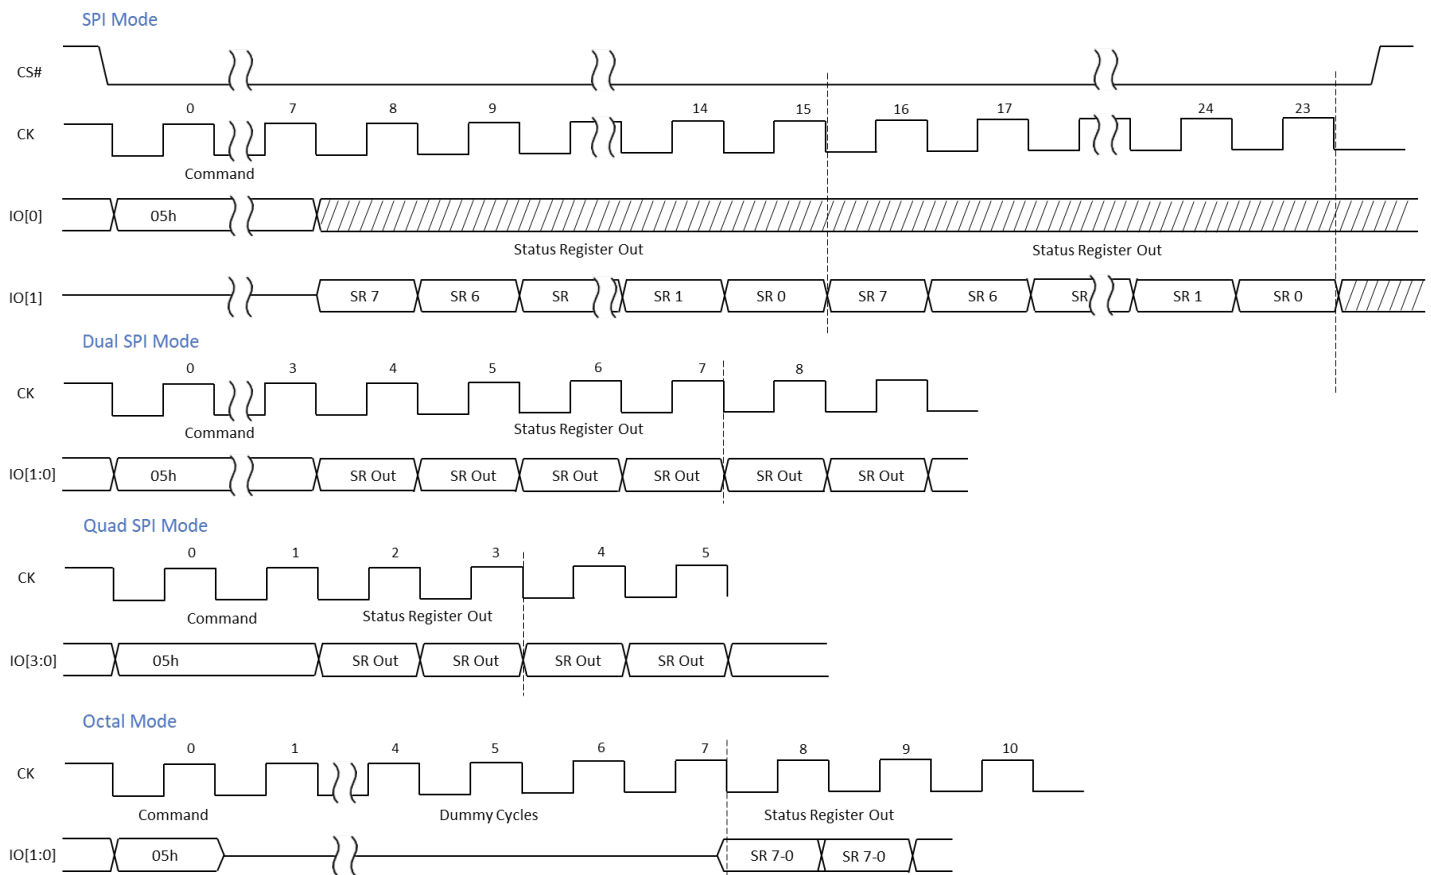 SPI Mode
CS#
0 7 8 9 14 15 16 17 24 23
CK
Command
IO[0] 05h
Status Register Out Status Register Out
IO[1] SR 7 SR 6 SR SR 1 SR 0 SR 7 SR 6 SR SR 1 SR 0
Dual SPI Mode
0 3 4 5 6 7 8
CK
Command Status Register Out
IO[1:0] 05h SR Out SR Out SR Out SR Out SR Out SR Out
Quad SPI Mode
0 1 2 3 4 5
CK
Command Status Register Out
IO[3:0] 05h SR Out SR Out SR Out SR Out
Octal Mode
0 1 4 5 6 7 8 9 10
CK
Command Dummy Cycles Status Register Out
IO[1:0] 05h SR 7-0 SR 7-0